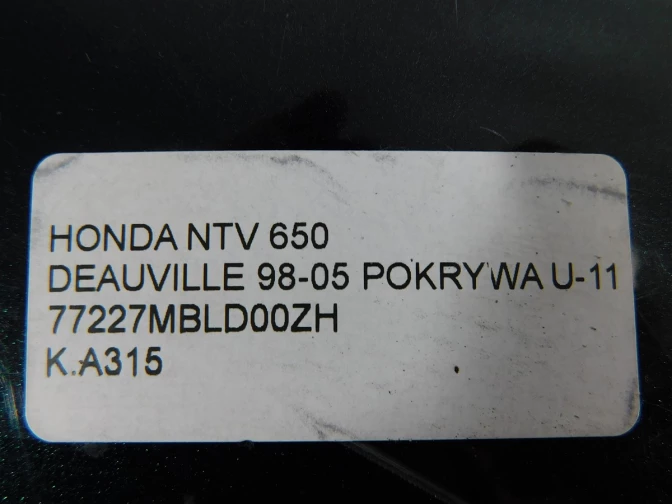 HONDA NTV 650
DEAUVILLE 98-05 POKRYWA U-11
77227MBLD00ZH
K.A315